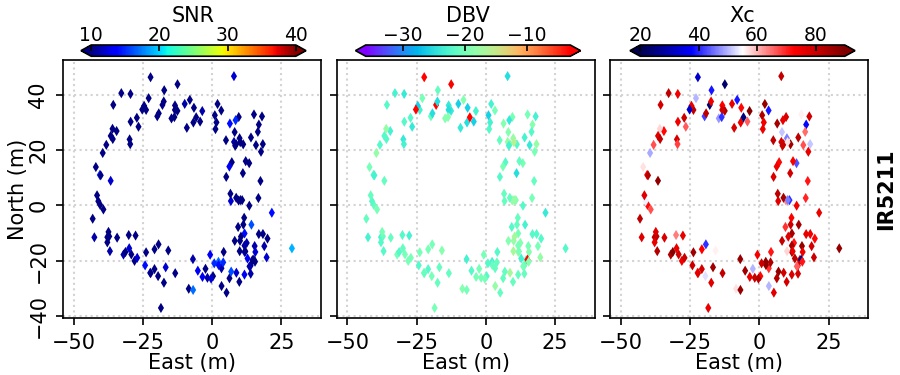 SNR DBV Xc
10 20 30 40 −30 −20 −10 20 40 60 80
North (m)
40
20
0
−20
−40
−50 −25 0 25 −50 −25 0 25 −50 −25 0 25
East (m) East (m) East (m)
IR5211